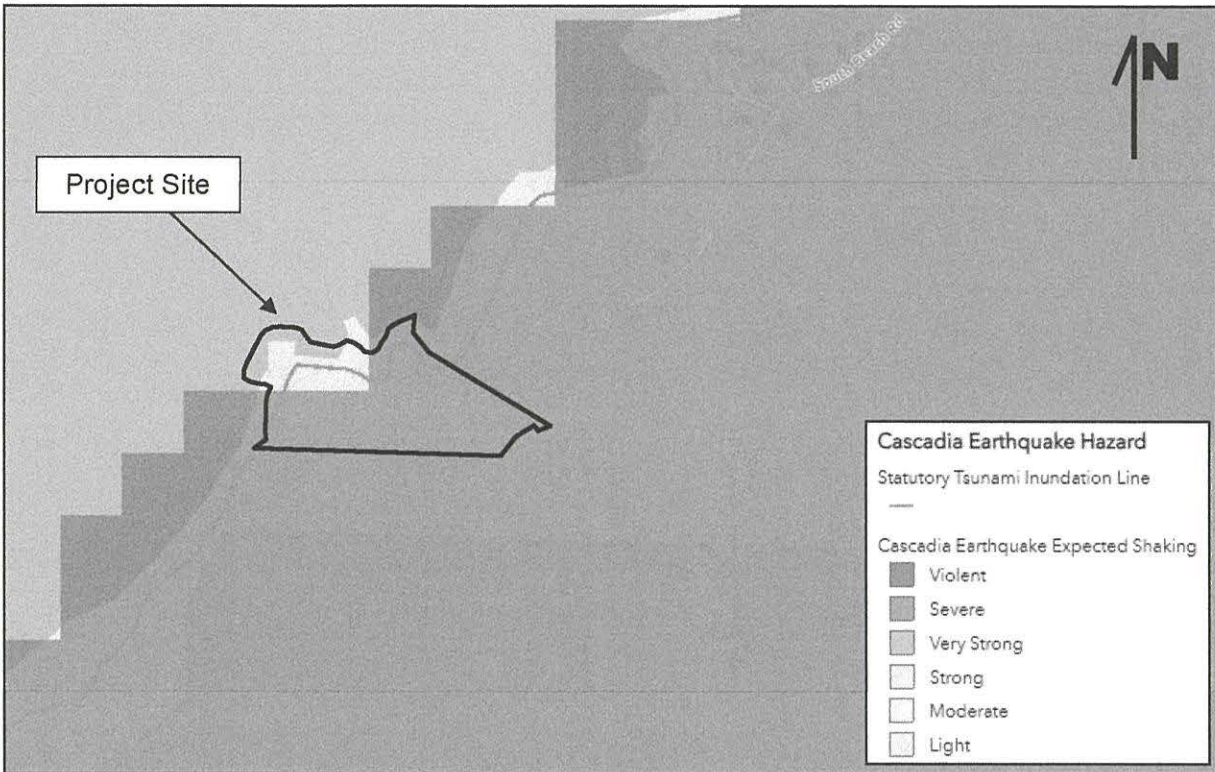 South Beach Rd
N
Project Site
Cascadia Earthquake Hazard
Statutory Tsunami Inundation Line
Cascadia Earthquake Expected Shaking
Violent
Severe
Very Strong
Strong
Moderate
Light